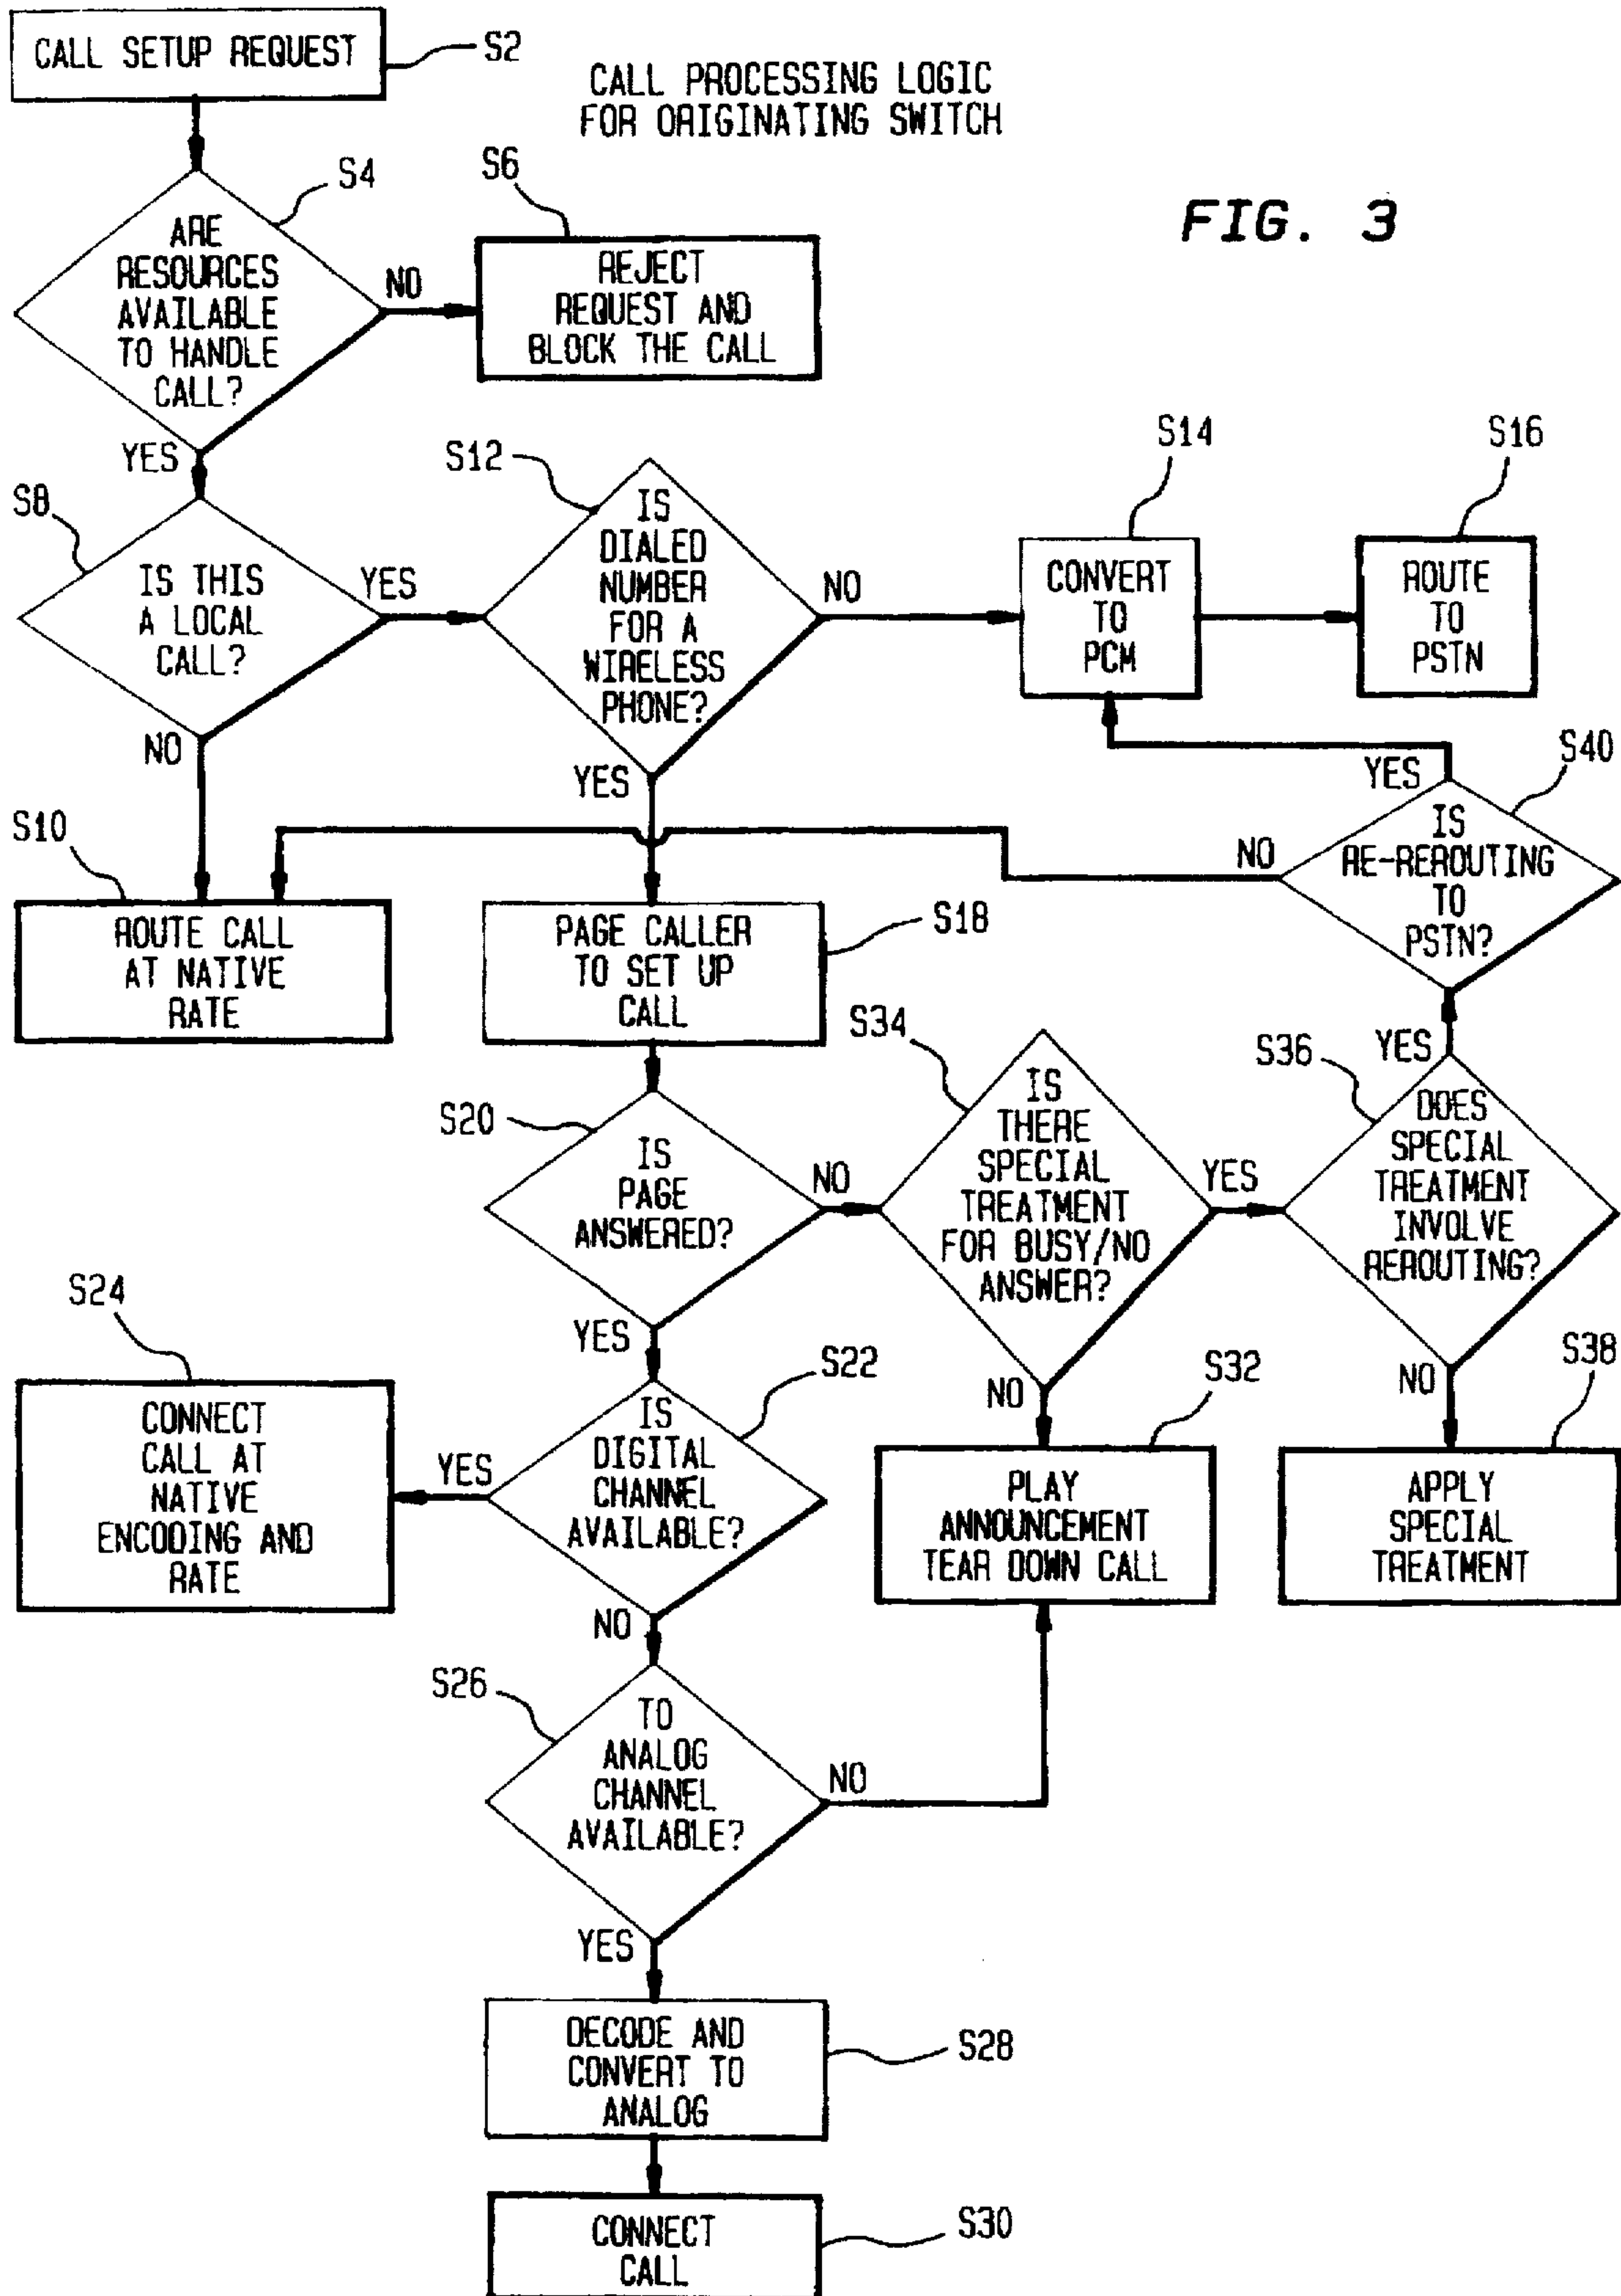 CALL SETUP REQUEST
S2
CALL PROCESSING LOGIC
FOR ORIGINATING SWITCH
FIG. 3
S4
ARE
RESOURCES
AVAILABLE
TO HANDLE
CALL?
NO
YES
S6
REJECT
REQUEST AND
BLOCK THE CALL
S8
IS THIS
A LOCAL
CALL?
YES
NO
S12
IS
DIALED
NUMBER
FOR A
WIRELESS
PHONE?
NO
YES
S14
CONVERT
TO
PCM
S16
ROUTE
TO
PSTN
S40
YES
IS
RE-REROUTING
TO
PSTN?
NO
S10
ROUTE CALL
AT NATIVE
RATE
S18
PAGE CALLER
TO SET UP
CALL
S20
IS
PAGE
ANSWERED?
NO
YES
S34
IS
THERE
SPECIAL
TREATMENT
FOR BUSY/NO
ANSWER?
YES
NO
S36
YES
DOES
SPECIAL
TREATMENT
INVOLVE
REROUTING?
NO
S24
CONNECT
CALL AT
NATIVE
ENCODING AND
RATE
S22
IS
DIGITAL
CHANNEL
AVAILABLE?
YES
NO
S32
PLAY
ANNOUNCEMENT
TEAR DOWN CALL
S38
APPLY
SPECIAL
TREATMENT
S26
TO
ANALOG
CHANNEL
AVAILABLE?
NO
YES
S28
DECODE AND
CONVERT TO
ANALOG
S30
CONNECT
CALL